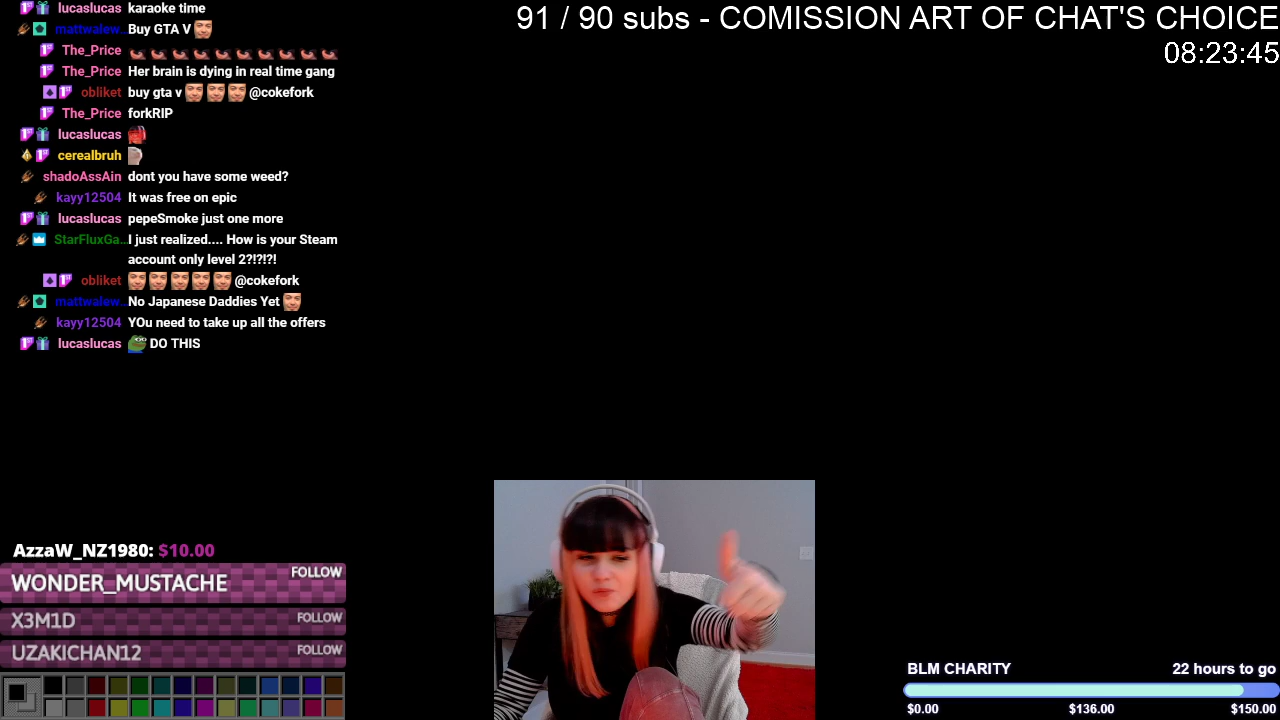 91 / 90 subs - COMISSION ART OF CHAT'S CHOICE
08:23:45
lucaslucas karaoke time
mattwalew... Buy GTA V
The_Price
The_Price Her brain is dying in real time gang
obliket buy gta v @cokefork
The_Price forkRIP
lucaslucas
cerealbruh
shadoAssAin dont you have some weed?
kayy12504 It was free on epic
lucaslucas pepeSmoke just one more
StarFluxGa... I just realized.... How is your Steam
account only level 2?!?!?!
obliket @cokefork
mattwalew... No Japanese Daddies Yet
kayy12504 YOu need to take up all the offers
lucaslucas DO THIS
AzzaW_NZ1980: $10.00
WONDER_MUSTACHE FOLLOW
X3M1D FOLLOW
UZAKICHAN12 FOLLOW
BLM CHARITY 22 hours to go
$0.00 $136.00 $150.00